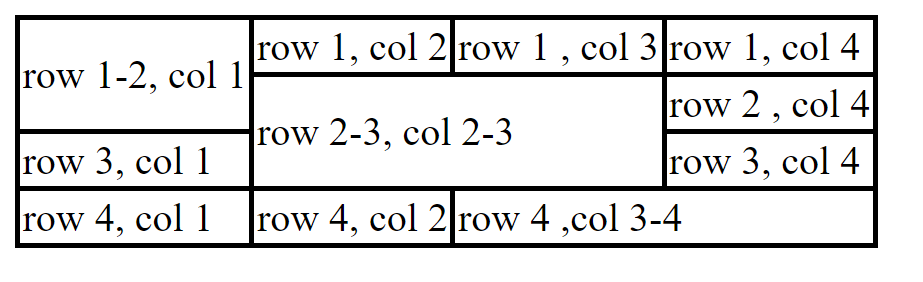 row 1-2, col 1
row 1, col 2
row 1 , col 3
row 1, col 4
row 2-3, col 2-3
row 2 , col 4
row 3, col 1
row 3, col 4
row 4, col 1
row 4, col 2
row 4 ,col 3-4